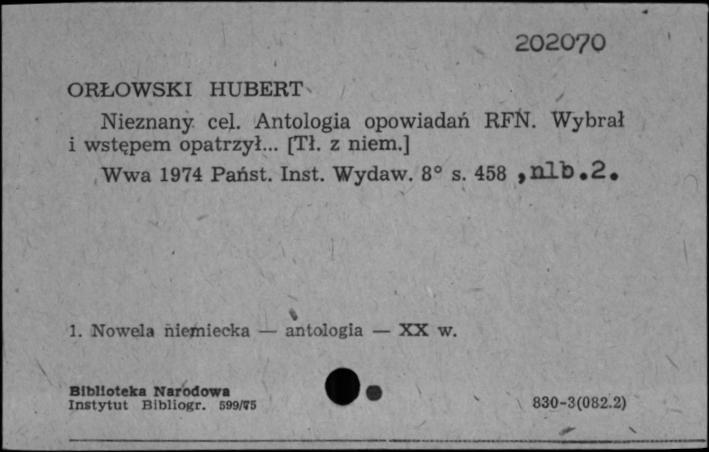 202070
ORŁOWSKI HUBERT
Nieznany cel. Antologia opowiadań RFN. Wybrał
i wstępem opatrzył... [Tł. z niem.]
Wwa 1974 Państ. Inst. Wydaw. 8° s. 458 , nlb.2.
1. Nowela niemiecka — antologia — XX w.
Biblioteka Narodowa
Instytut Bibliogr. 599/75
830-3(082.2)